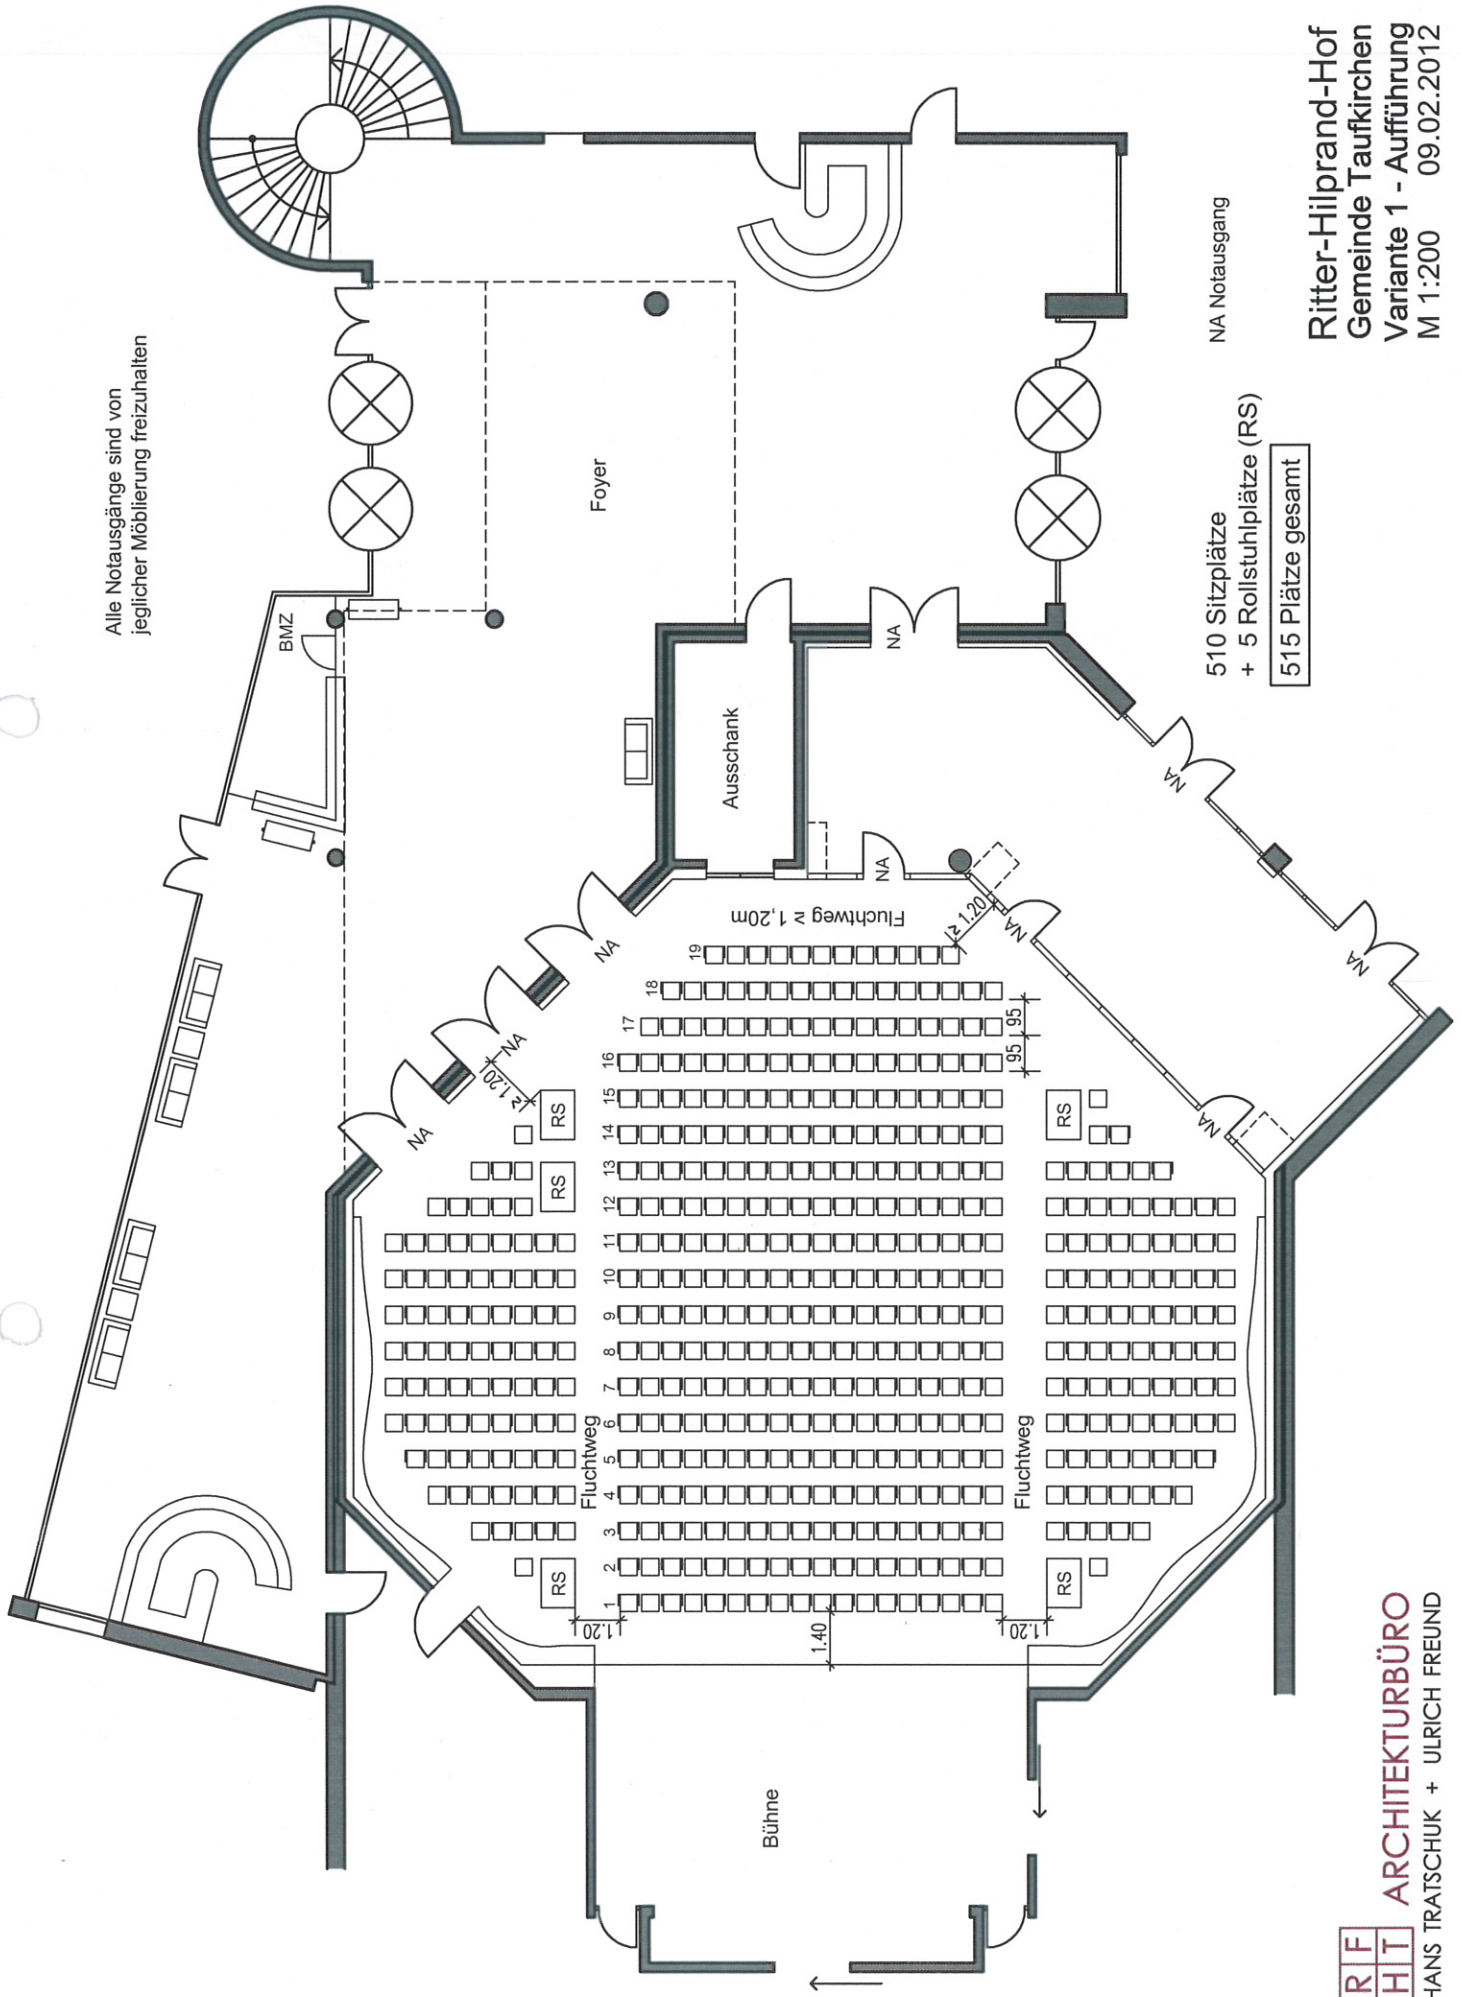 Alle Notausgänge sind von
jeglicher Möblierung freizuhalten
BMZ
Foyer
Ausschank
NA
NA
NA
NA
NA
NA
NA
NA
NA
Fluchtweg ≥ 1,20m
≥ 1.20
≥ 1.20
95
95
19
18
17
16
15
14
13
12
11
10
9
8
7
6
5
4
3
2
1
RS
RS
RS
RS
RS
Fluchtweg
Fluchtweg
1.20
1.40
1.20
Bühne
NA Notausgang
510 Sitzplätze
+ 5 Rollstuhlplätze (RS)
515 Plätze gesamt
Ritter-Hilprand-Hof
Gemeinde Taufkirchen
Variante 1 - Aufführung
M 1:200 09.02.2012
R F
H T
ARCHITEKTURBÜRO
HANS TRATSCHUK + ULRICH FREUND